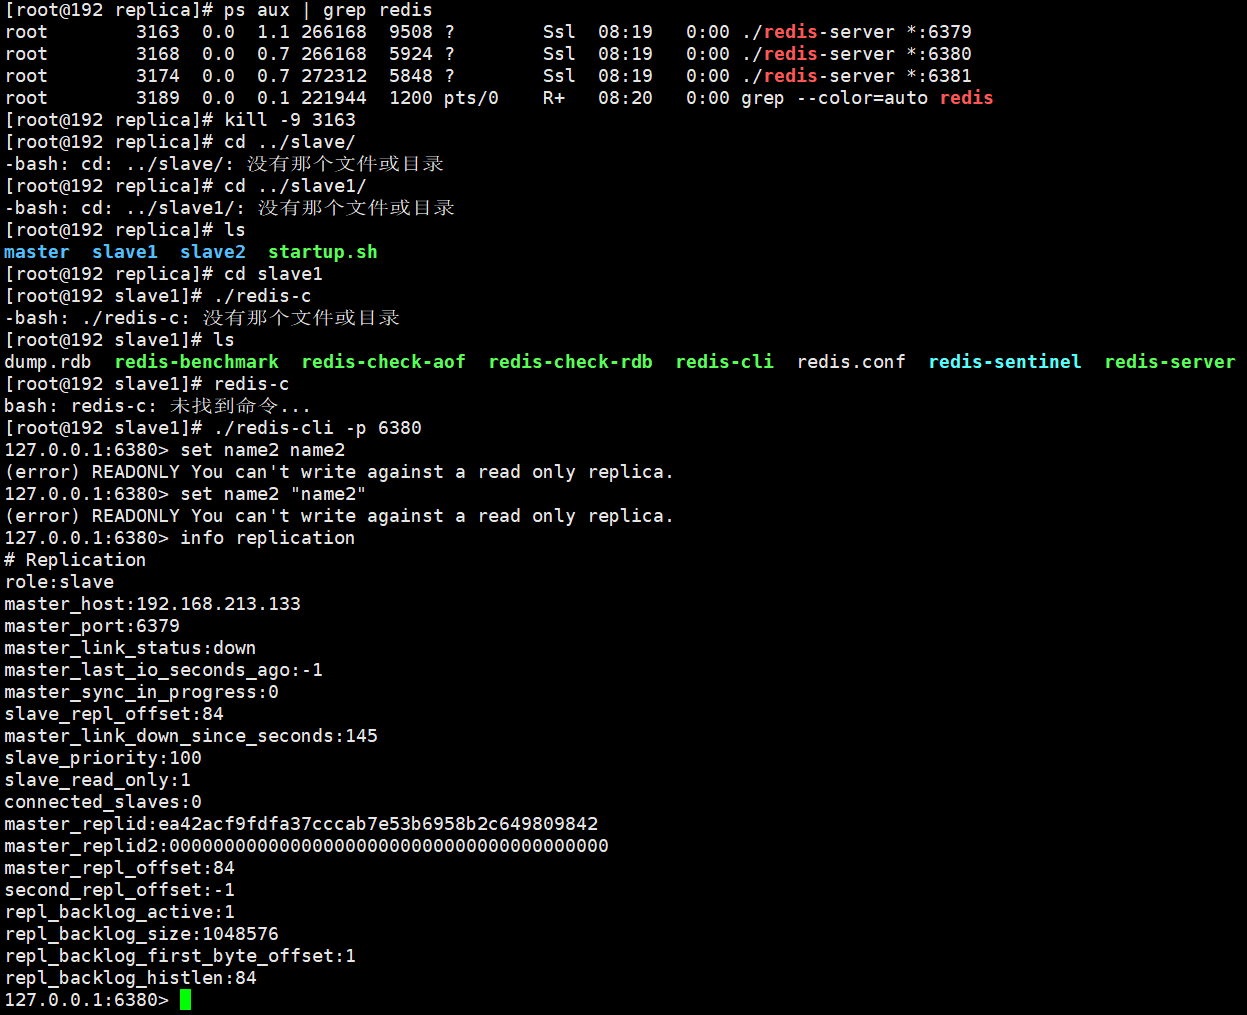 [root@192 replica]# ps aux | grep redis
root        3163  0.0  1.1 266168  9508 ?        Ssl  08:19   0:00 ./redis-server *:6379
root        3168  0.0  0.7 266168  5924 ?        Ssl  08:19   0:00 ./redis-server *:6380
root        3174  0.0  0.7 272312  5848 ?        Ssl  08:19   0:00 ./redis-server *:6381
root        3189  0.0  0.1 221944  1200 pts/0    R+   08:20   0:00 grep --color=auto redis
[root@192 replica]# kill -9 3163
[root@192 replica]# cd ../slave/
-bash: cd: ../slave/: 没有那个文件或目录
[root@192 replica]# cd ../slave1/
-bash: cd: ../slave1/: 没有那个文件或目录
[root@192 replica]# ls
master  slave1  slave2  startup.sh
[root@192 replica]# cd slave1
[root@192 slave1]# ./redis-c
-bash: ./redis-c: 没有那个文件或目录
[root@192 slave1]# ls
dump.rdb  redis-benchmark  redis-check-aof  redis-check-rdb  redis-cli  redis.conf  redis-sentinel  redis-server
[root@192 slave1]# redis-c
bash: redis-c: 未找到命令...
[root@192 slave1]# ./redis-cli -p 6380
127.0.0.1:6380> set name2 name2
(error) READONLY You can't write against a read only replica.
127.0.0.1:6380> set name2 "name2"
(error) READONLY You can't write against a read only replica.
127.0.0.1:6380> info replication
# Replication
role:slave
master_host:192.168.213.133
master_port:6379
master_link_status:down
master_last_io_seconds_ago:-1
master_sync_in_progress:0
slave_repl_offset:84
master_link_down_since_seconds:145
slave_priority:100
slave_read_only:1
connected_slaves:0
master_replid:ea42acf9fdfa37cccab7e53b6958b2c649809842
master_replid2:0000000000000000000000000000000000000000
master_repl_offset:84
second_repl_offset:-1
repl_backlog_active:1
repl_backlog_size:1048576
repl_backlog_first_byte_offset:1
repl_backlog_histlen:84
127.0.0.1:6380>